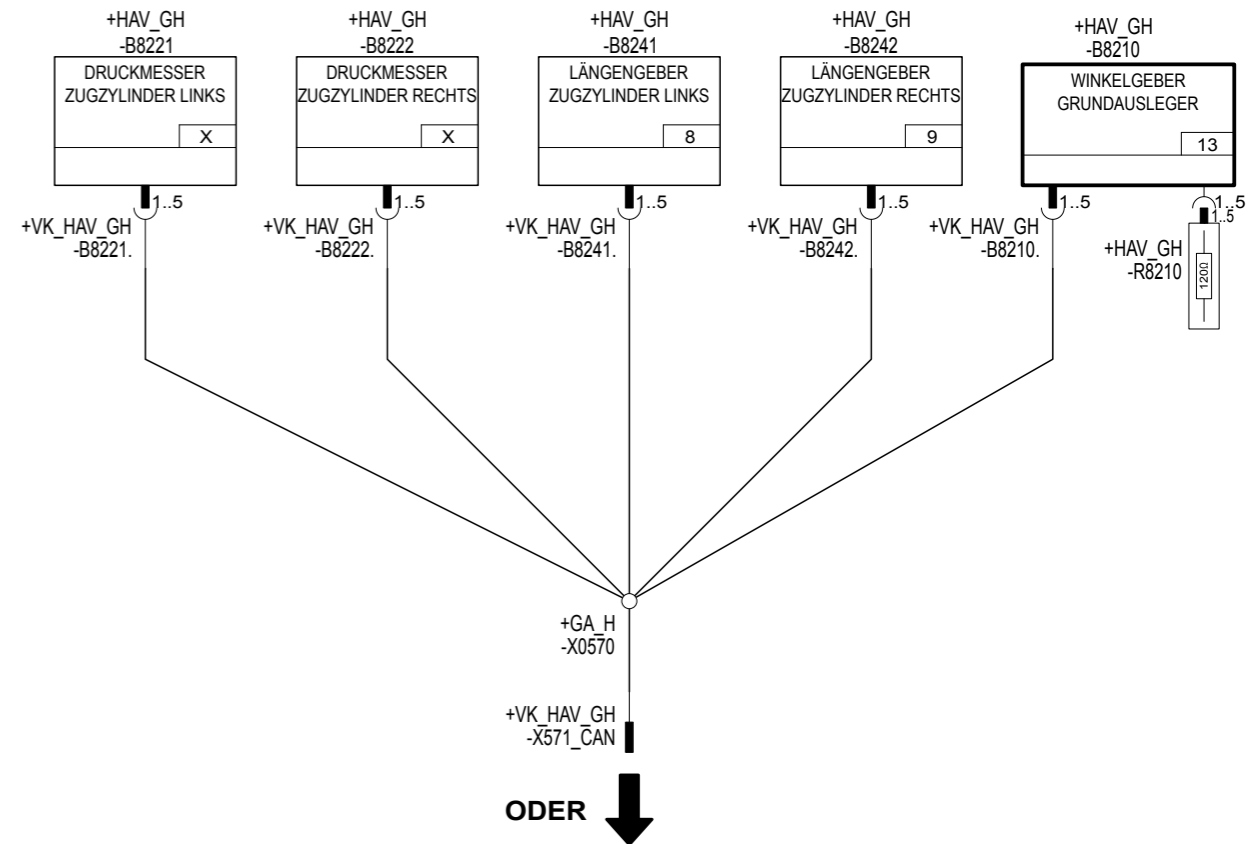 +HAV_GH
-B8221
DRUCKMESSER
ZUGZYLINDER LINKS
X
1..5
+VK_HAV_GH
-B8221.
+HAV_GH
-B8222
DRUCKMESSER
ZUGZYLINDER RECHTS
X
1..5
+VK_HAV_GH
-B8222.
+HAV_GH
-B8241
LÄNGENGEBER
ZUGZYLINDER LINKS
8
1..5
+VK_HAV_GH
-B8241.
+HAV_GH
-B8242
LÄNGENGEBER
ZUGZYLINDER RECHTS
9
1..5
+VK_HAV_GH
-B8242.
+HAV_GH
-B8210
WINKELGEBER
GRUNDAUSLEGER
13
1..5
+VK_HAV_GH
-B8210.
1..5
1..5
+HAV_GH
-R8210
120Ω
+GA_H
-X0570
+VK_HAV_GH
-X571_CAN
ODER